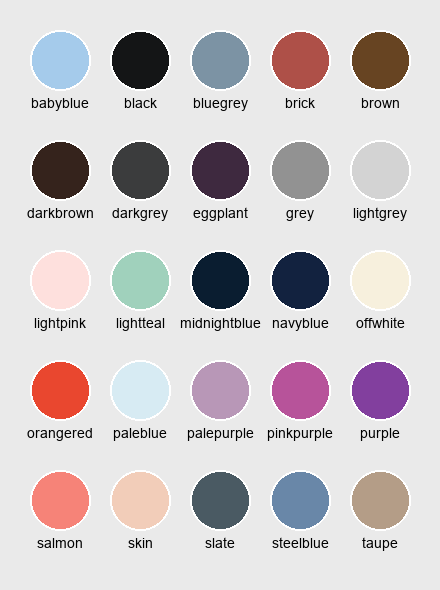 babyblue black bluegrey brick brown
darkbrown darkgrey eggplant grey lightgrey
lightpink lightteal midnightblue navyblue offwhite
orangered paleblue palepurple pinkpurple purple
salmon skin slate steelblue taupe